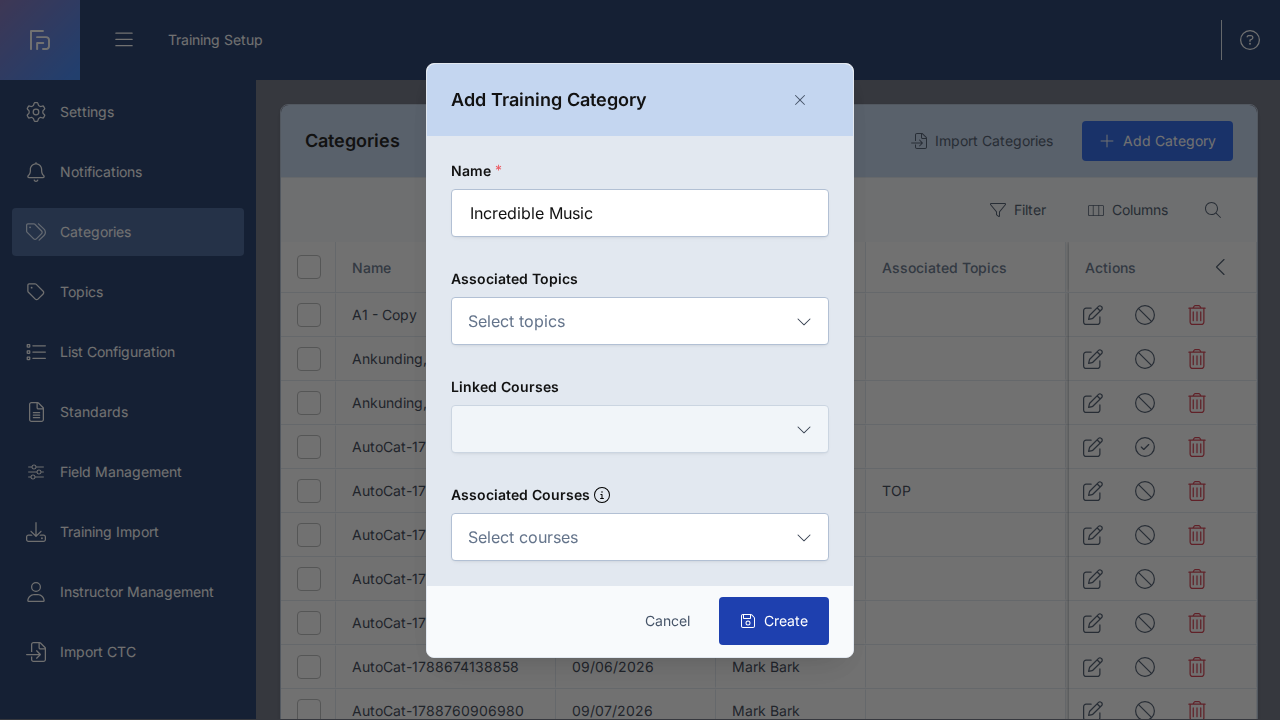 Training Setup
Settings
Notifications
Categories
Topics
List Configuration
Standards
Field Management
Training Import
Instructor Management
Import CTC
Categories
Import Categories
Add Category
Filter
Columns
Name
Associated Topics
Actions
A1 - Copy
Ankunding,
Ankunding,
AutoCat-17
AutoCat-17
TOP
AutoCat-17
AutoCat-17
AutoCat-17
AutoCat-1788674138858
09/06/2026
Mark Bark
AutoCat-1788760906980
09/07/2026
Mark Bark
Add Training Category
Name *
Incredible Music
Associated Topics
Select topics
Linked Courses
Associated Courses
Select courses
Cancel
Create